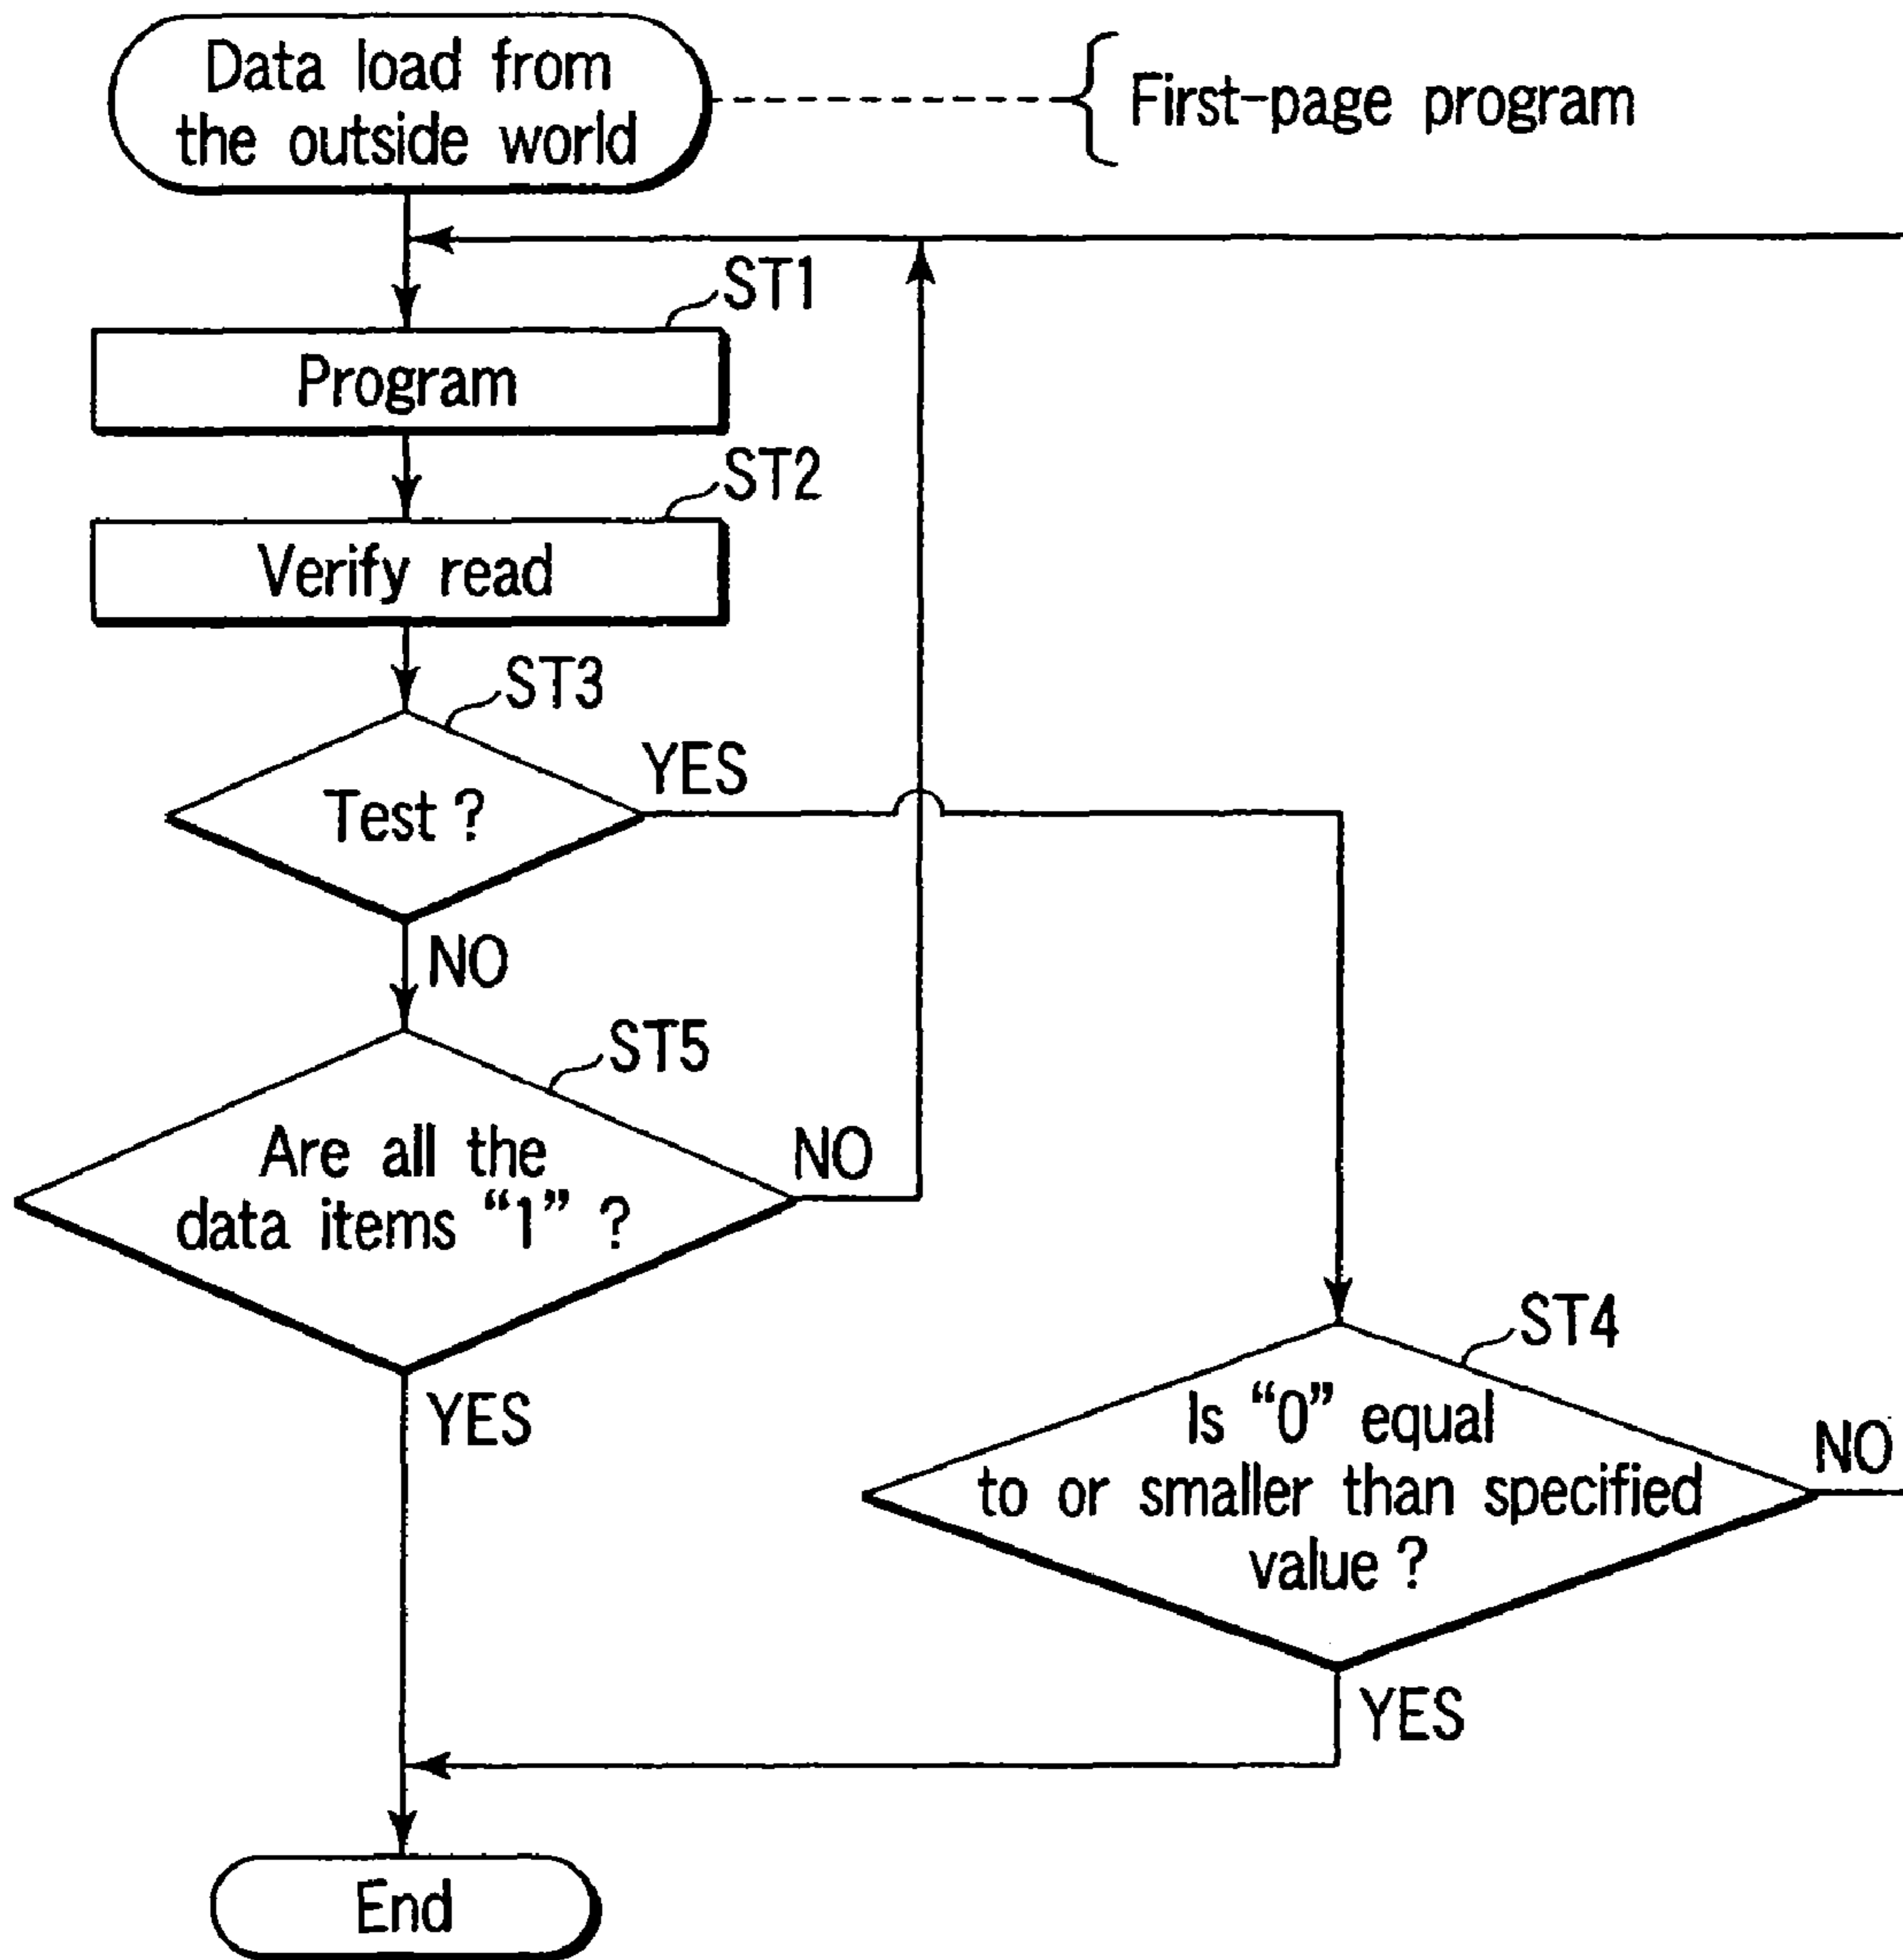 Data load from
the outside world
First-page program
ST1
Program
ST2
Verify read
ST3
YES
Test ?
NO
ST5
Are all the
data items “1” ?
NO
YES
ST4
Is “0” equal
to or smaller than specified
value ?
NO
YES
End